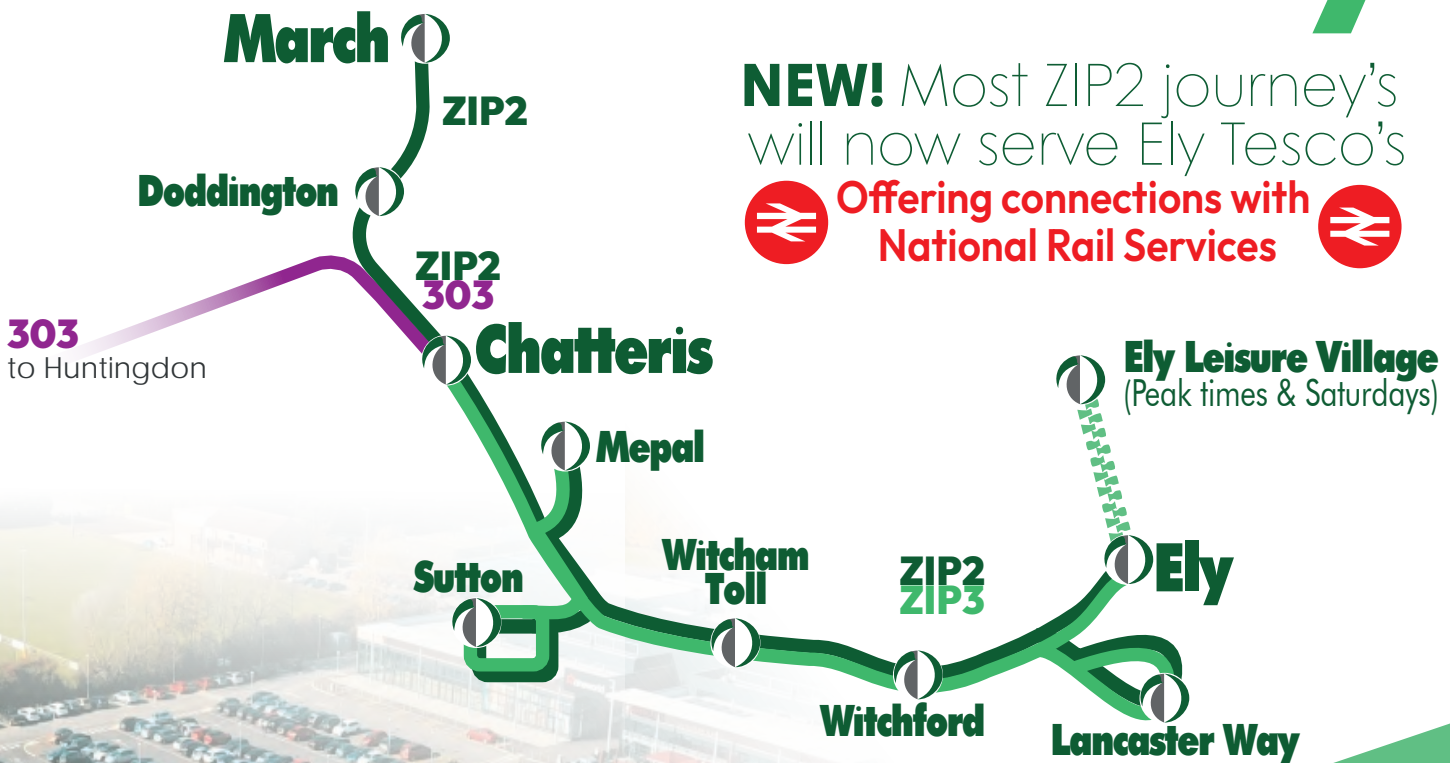 March
ZIP2
NEW! Most ZIP2 journey's
will now serve Ely Tesco's
Offering connections with
National Rail Services
Doddington
ZIP2
303
303
to Huntingdon
Chatteris
Ely Leisure Village
(Peak times & Saturdays)
Mepal
Sutton
Witcham
Toll
ZIP2
ZIP3
Ely
Witchford
Lancaster Way